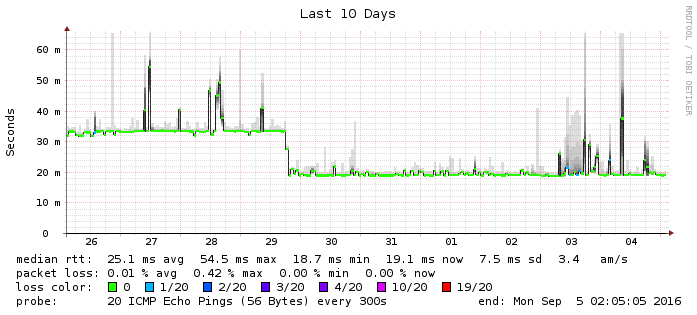 Last 10 Days
RRDTOOL / TOBI OETIKER
Seconds
60 m
50 m
40 m
30 m
20 m
10 m
0
26 27 28 29 30 31 01 02 03 04
median rtt: 25.1 ms avg 54.5 ms max 18.7 ms min 19.1 ms now 7.5 ms sd 3.4 am/s
packet loss: 0.01 % avg 0.42 % max 0.00 % min 0.00 % now
loss color: 0 1/20 2/20 3/20 4/20 10/20 19/20
probe: 20 ICMP Echo Pings (56 Bytes) every 300s end: Mon Sep 5 02:05:05 2016